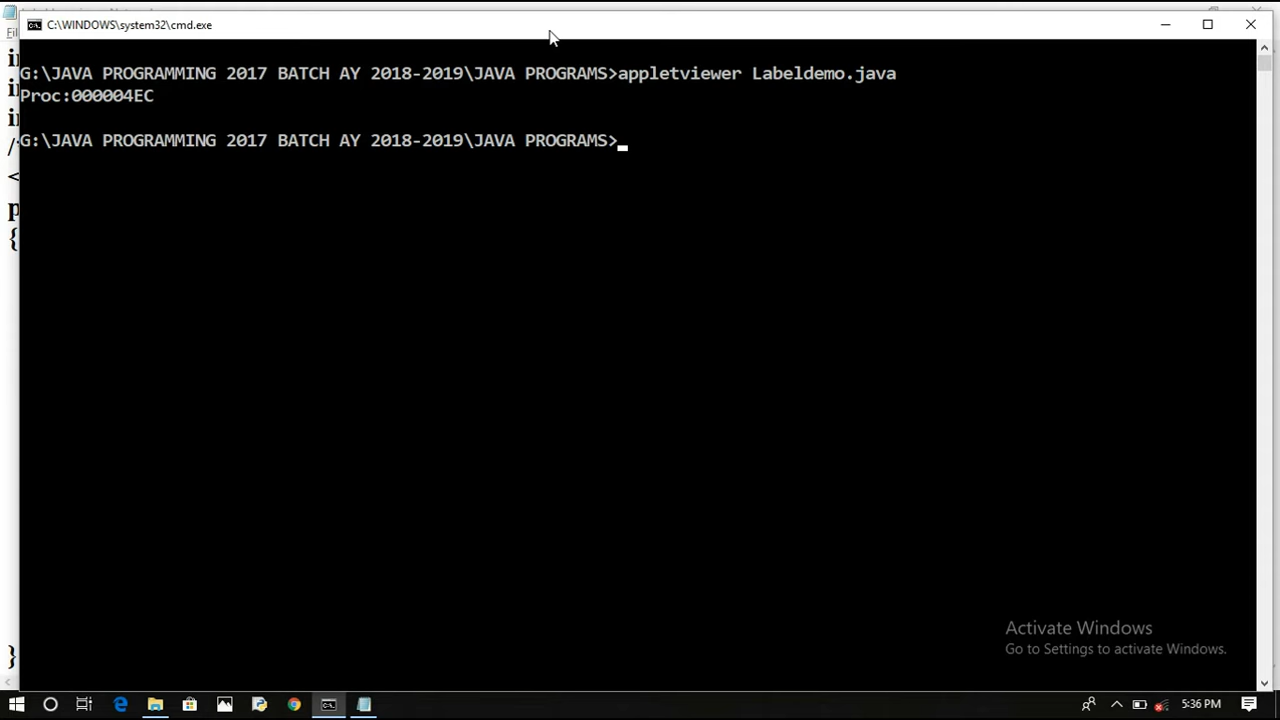 C:\WINDOWS\system32\cmd.exe
G:\JAVA PROGRAMMING 2017 BATCH AY 2018-2019\JAVA PROGRAMS>appletviewer Labeldemo.java
Proc:000004EC
G:\JAVA PROGRAMMING 2017 BATCH AY 2018-2019\JAVA PROGRAMS>
Activate Windows
Go to Settings to activate Windows.
5:36 PM